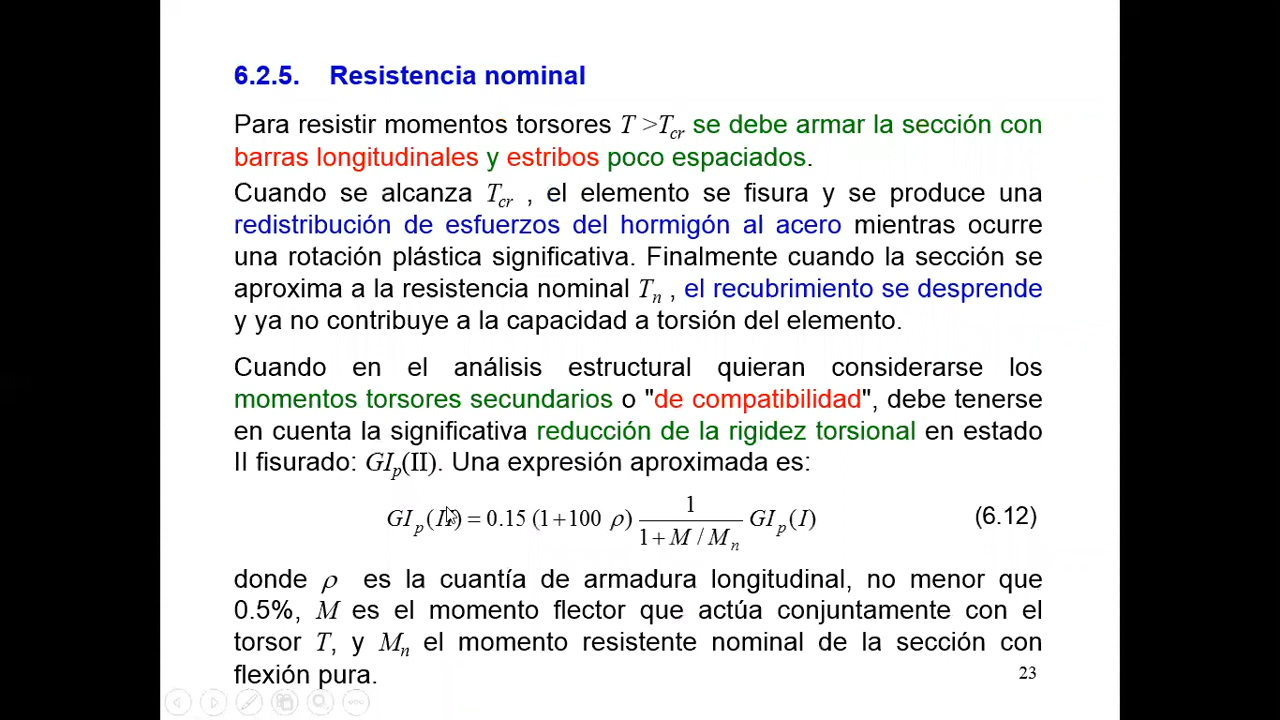 6.2.5. Resistencia nominal
Para resistir momentos torsores T >Tcr se debe armar la sección con
barras longitudinales y estribos poco espaciados.
Cuando se alcanza Tcr , el elemento se fisura y se produce una
redistribución de esfuerzos del hormigón al acero mientras ocurre
una rotación plástica significativa. Finalmente cuando la sección se
aproxima a la resistencia nominal Tn , el recubrimiento se desprende
y ya no contribuye a la capacidad a torsión del elemento.
Cuando en el análisis estructural quieran considerarse los
momentos torsores secundarios o "de compatibilidad", debe tenerse
en cuenta la significativa reducción de la rigidez torsional en estado
II fisurado: GIp(II). Una expresión aproximada es:
GIp(II) = 0.15 (1+100 ρ) 1 / (1+M/Mn) GIp(I) (6.12)
donde ρ es la cuantía de armadura longitudinal, no menor que
0.5%, M es el momento flector que actúa conjuntamente con el
torsor T, y Mn el momento resistente nominal de la sección con
flexión pura.
23